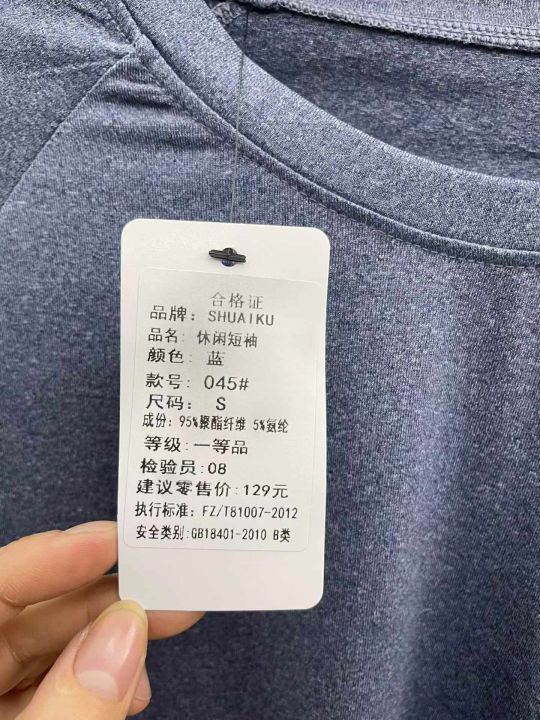 合格证
品牌: SHUAIKU
品名: 休闲短袖
颜色: 蓝
款号: 045#
尺码: S
成份: 95%聚酯纤维 5%氨纶
等级: 一等品
检验员: 08
建议零售价: 129元
执行标准: FZ/T81007-2012
安全类别:GB18401-2010 B类